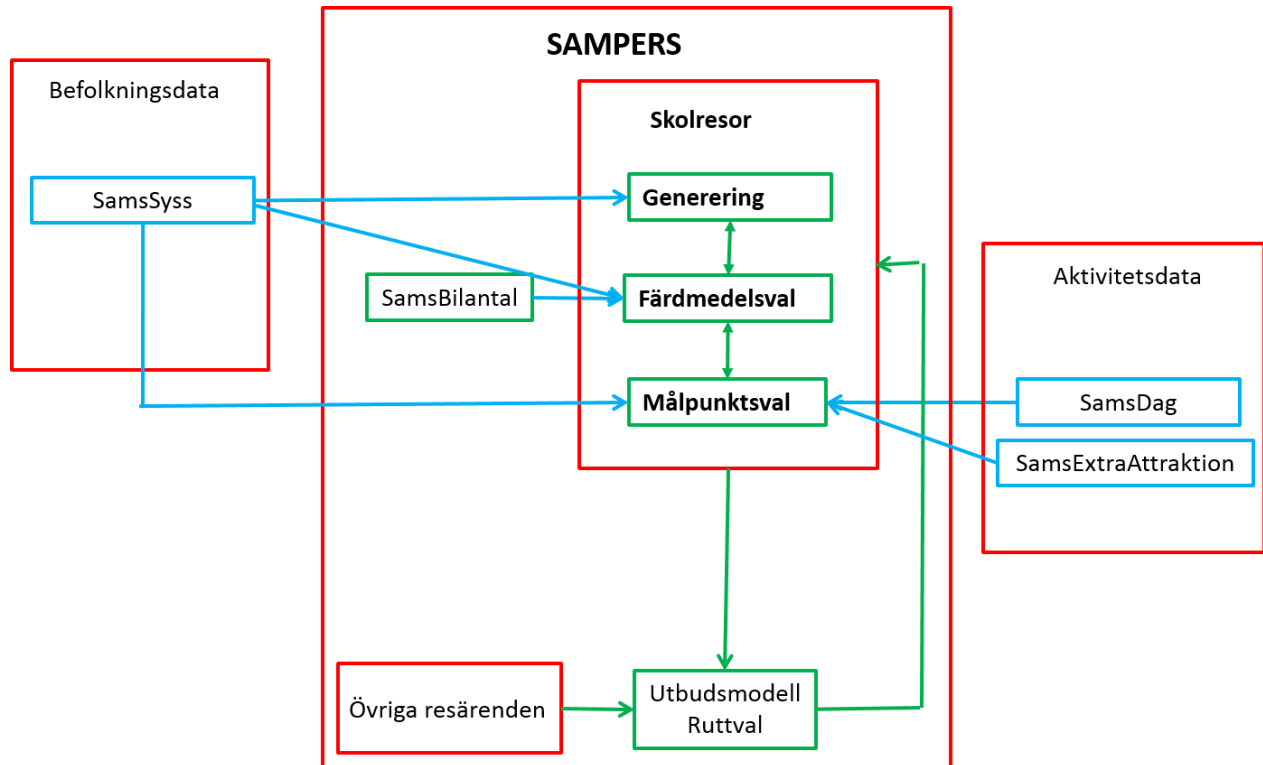 SAMPERS
Befolkningsdata
SamsSyss
Skolresor
Generering
SamsBilantal
Färdmedelsval
Målpunktsval
Aktivitetsdata
SamsDag
SamsExtraAttraktion
Övriga resärenden
Utbudsmodell
Ruttval